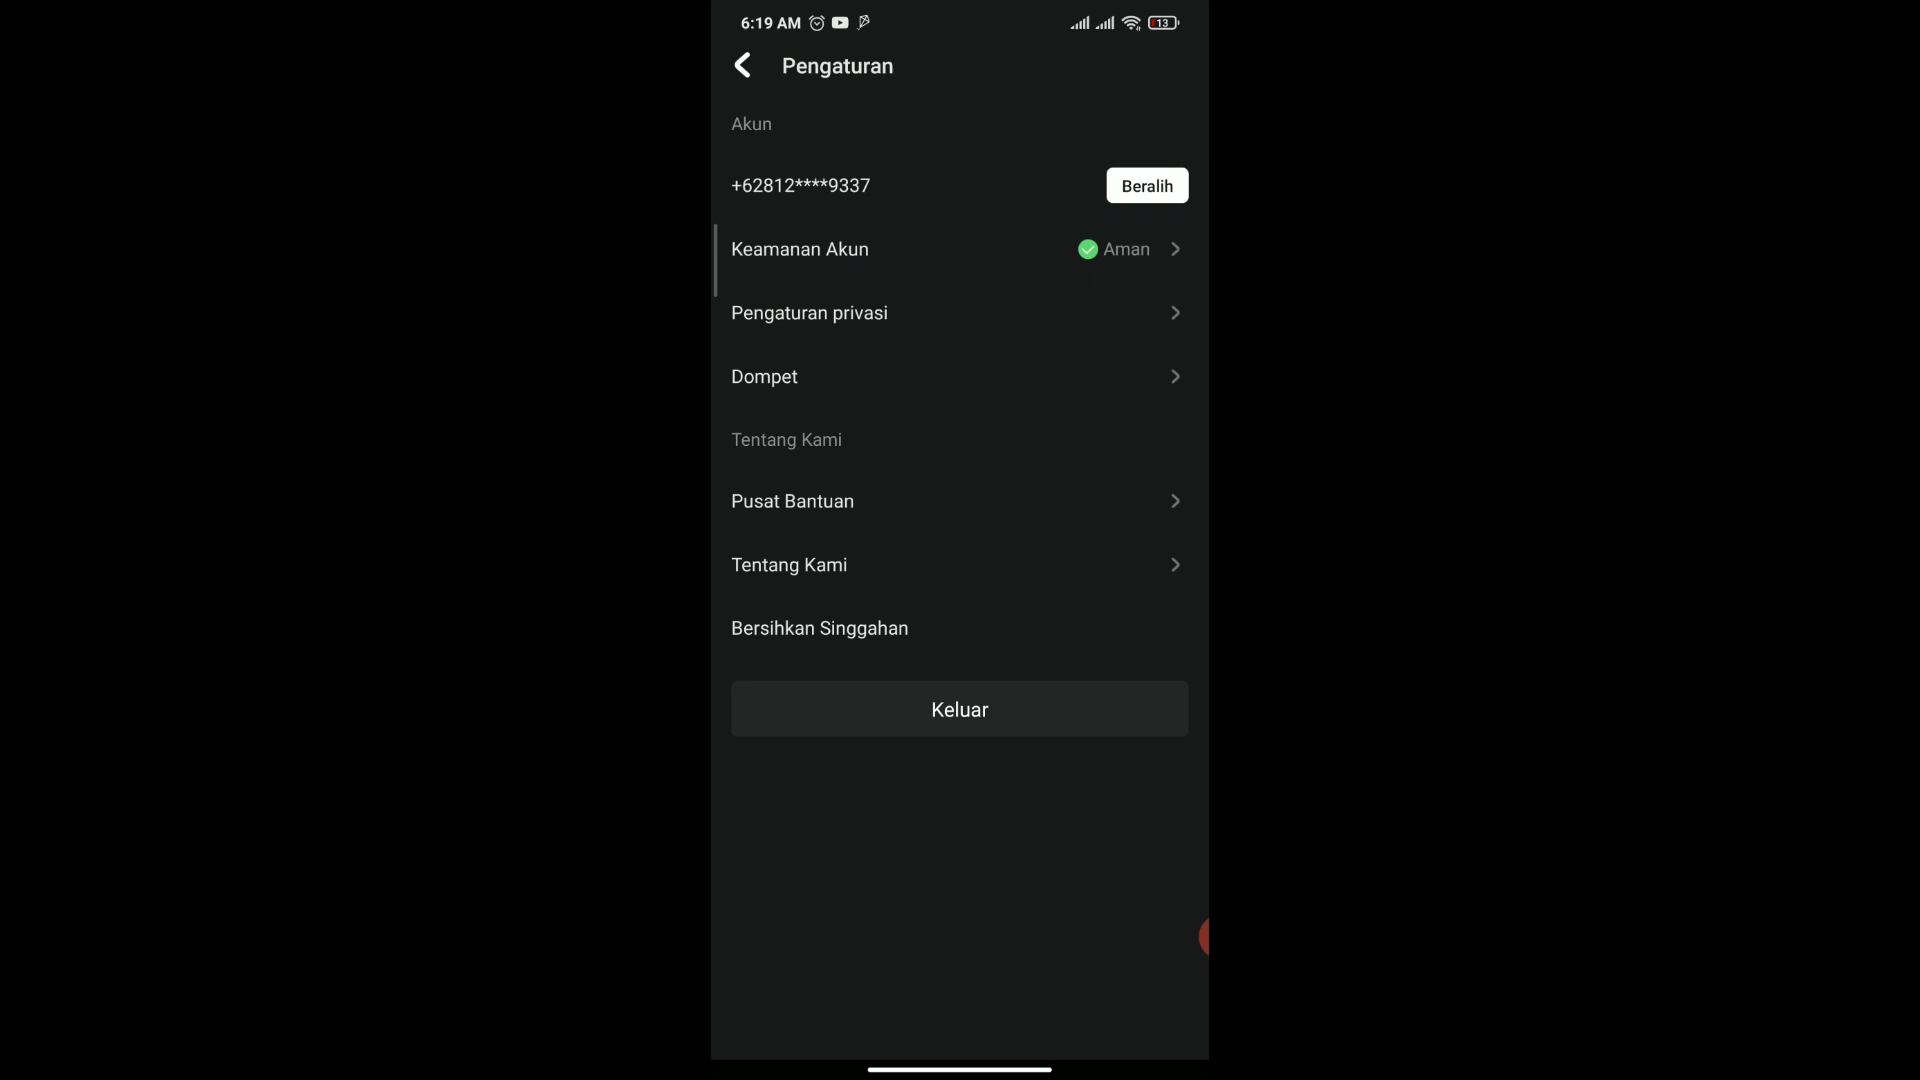 6:19 AM
13
Pengaturan
Akun
+62812****9337
Beralih
Keamanan Akun
Aman
Pengaturan privasi
Dompet
Tentang Kami
Pusat Bantuan
Tentang Kami
Bersihkan Singgahan
Keluar